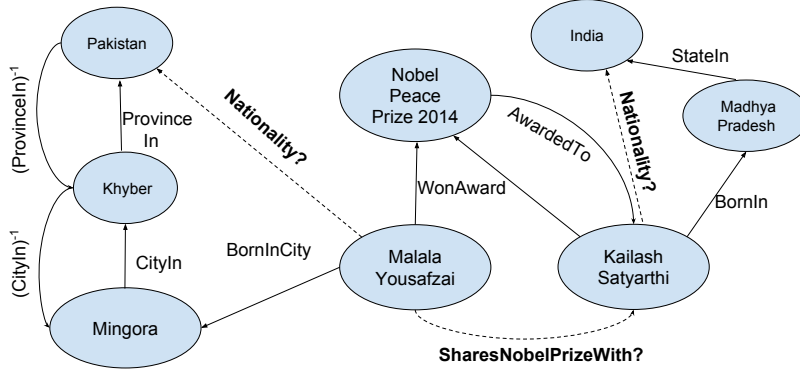 Pakistan
India
StateIn
Nobel
Peace
Prize 2014
Madhya
Pradesh
(ProvinceIn)⁻¹
Province
In
Nationality?
AwardedTo
Nationality?
Khyber
WonAward
BornIn
(CityIn)⁻¹
CityIn
BornInCity
Malala
Yousafzai
Kailash
Satyarthi
Mingora
SharesNobelPrizeWith?